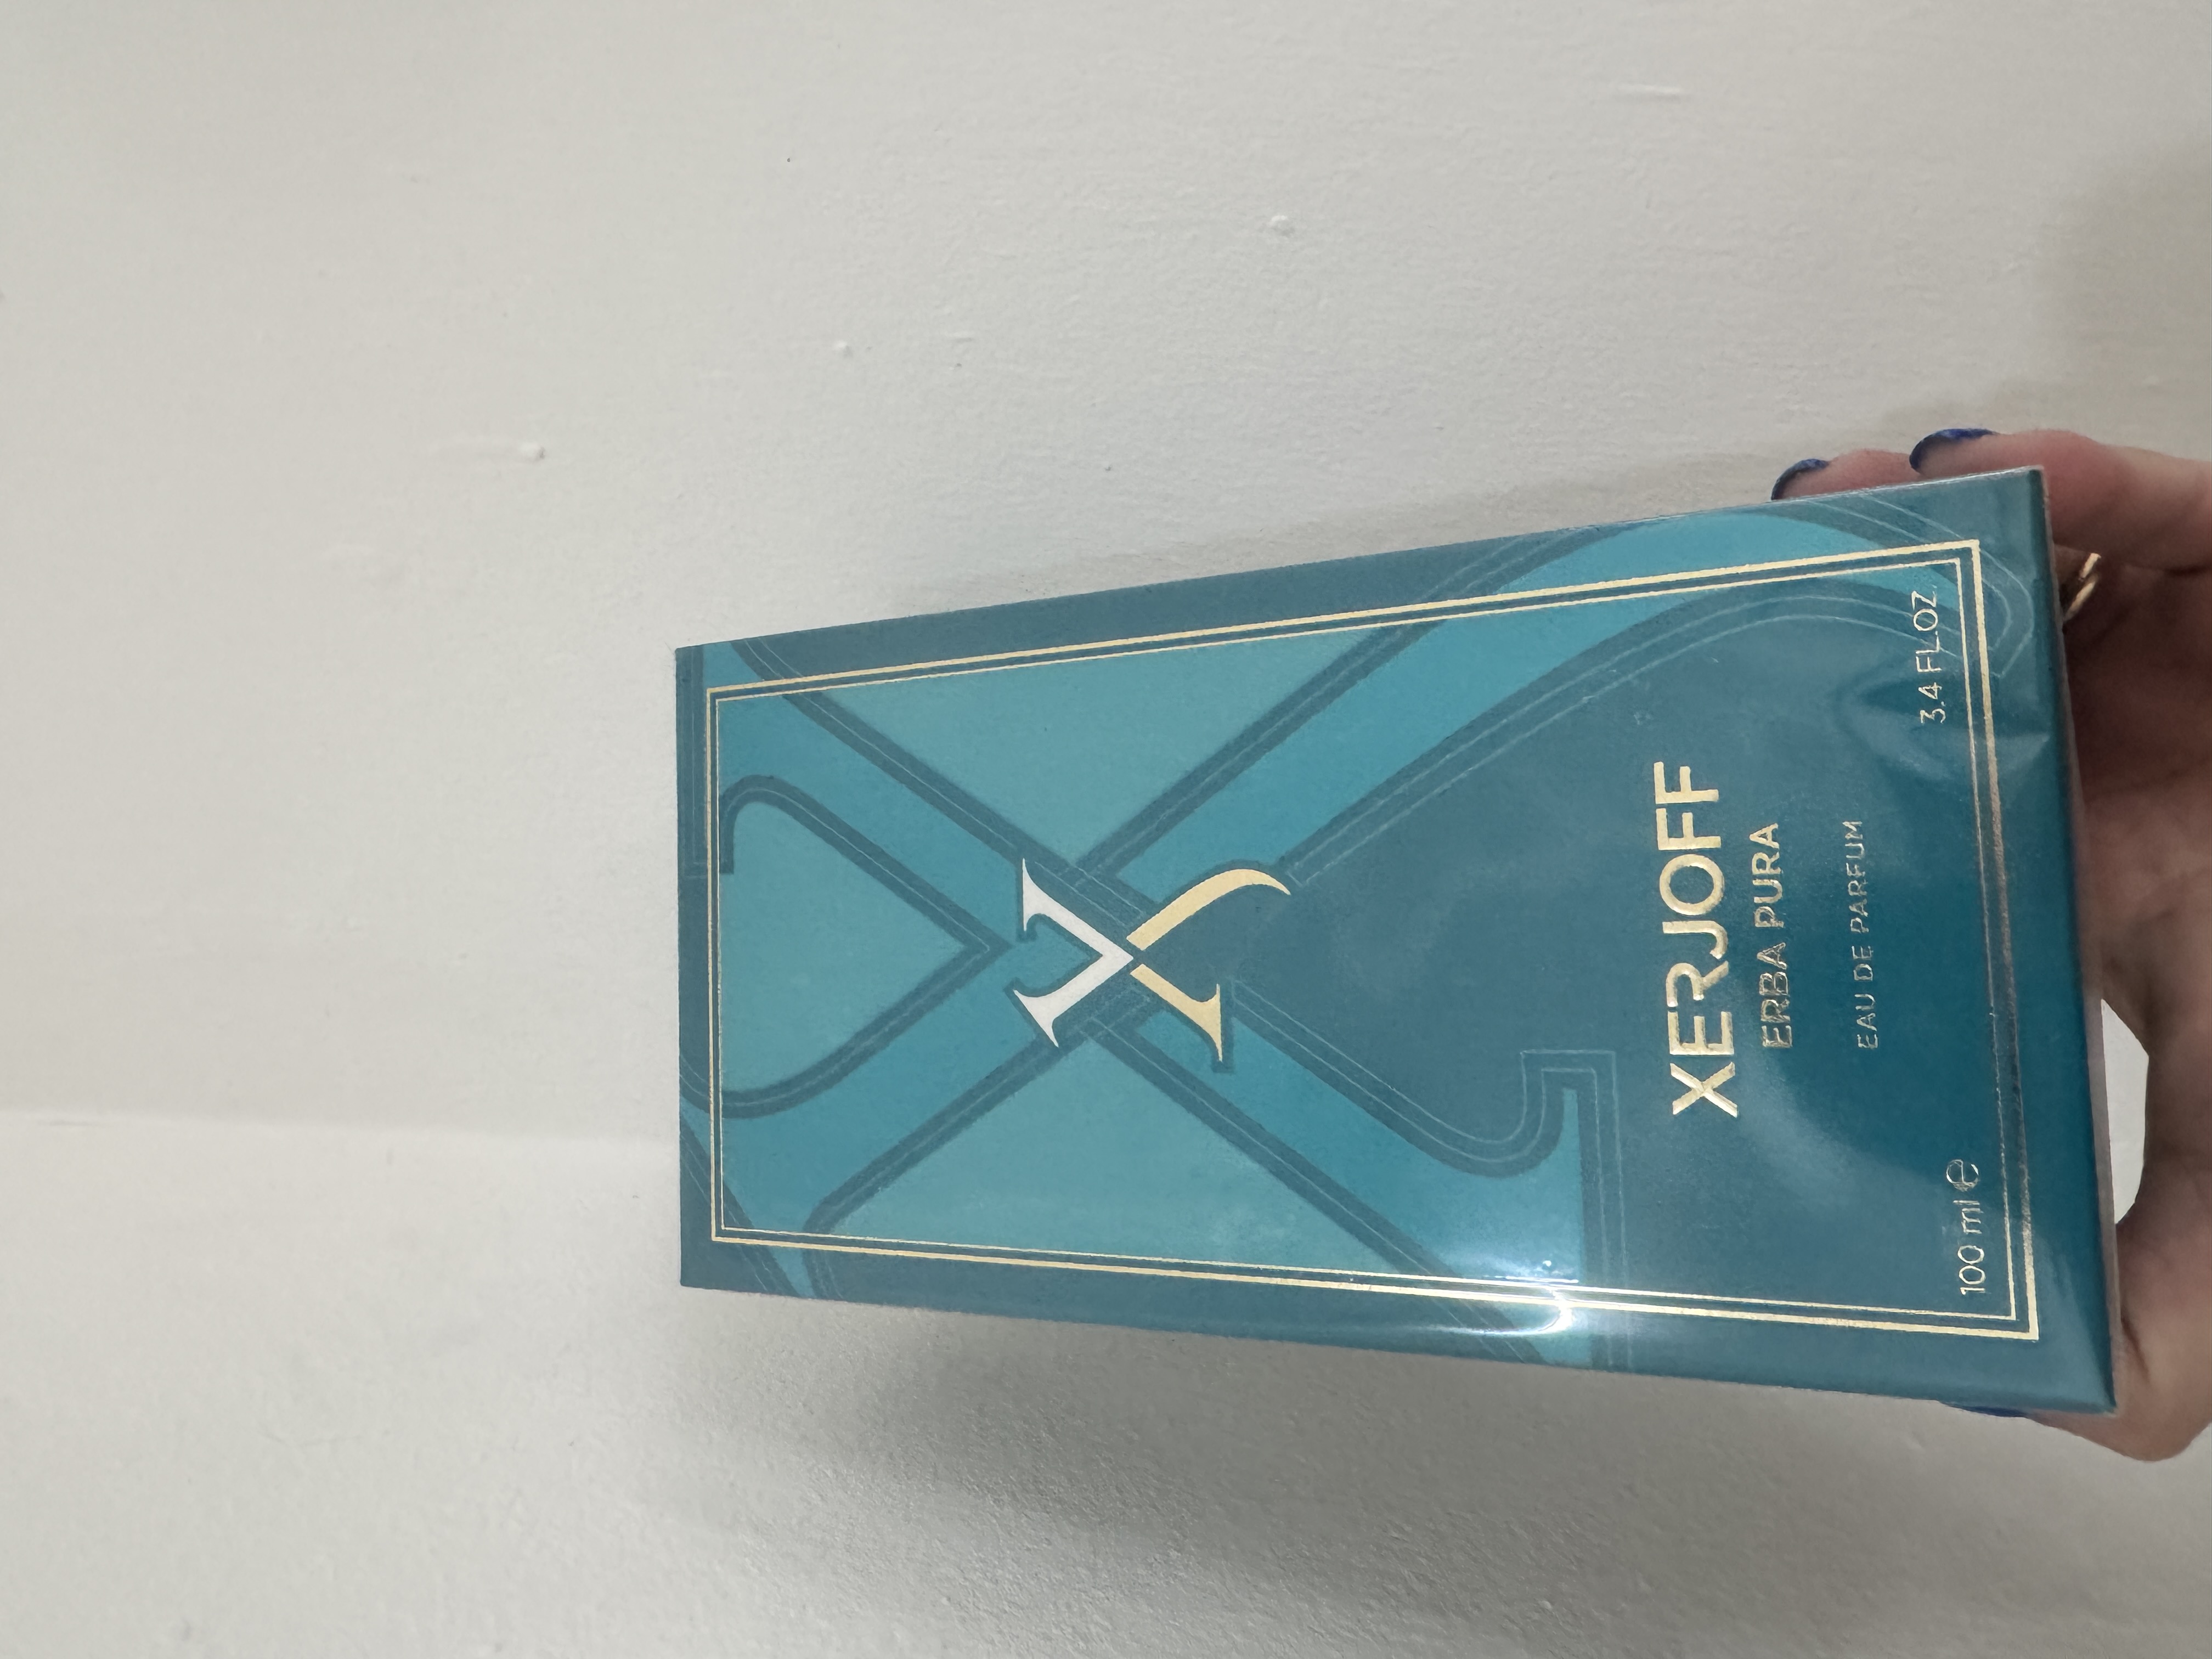 XERJOFF
ERBA PURA
EAU DE PARFUM
100 ml ℮ 3.4 FL.OZ.